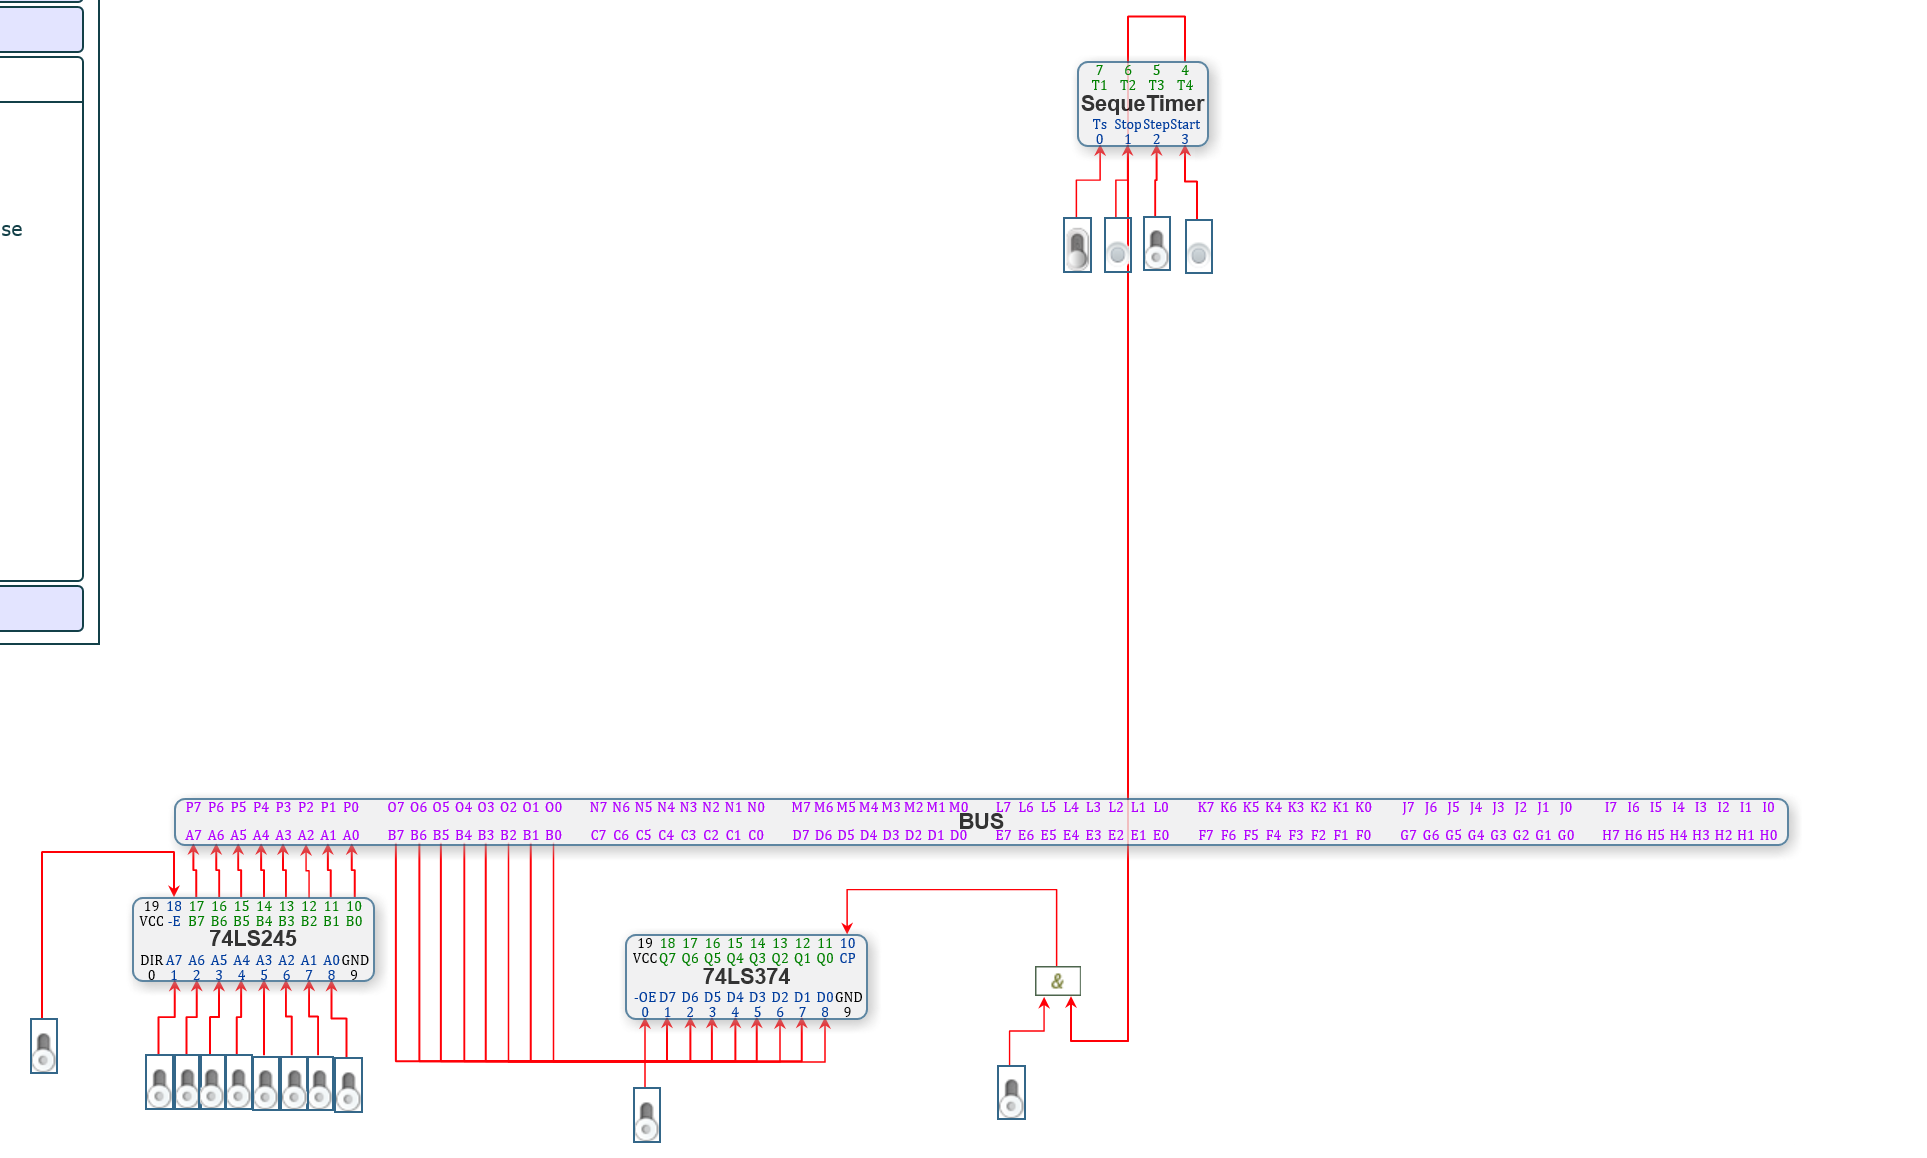 7 6 5 4
T1 T2 T3 T4
SequeTimer
Ts Stop Step Start
0 1 2 3
se
P7 P6 P5 P4 P3 P2 P1 P0 O7 O6 O5 O4 O3 O2 O1 O0 N7 N6 N5 N4 N3 N2 N1 N0 M7 M6 M5 M4 M3 M2 M1 M0 L7 L6 L5 L4 L3 L2 L1 L0 K7 K6 K5 K4 K3 K2 K1 K0 J7 J6 J5 J4 J3 J2 J1 J0 I7 I6 I5 I4 I3 I2 I1 I0
BUS
A7 A6 A5 A4 A3 A2 A1 A0 B7 B6 B5 B4 B3 B2 B1 B0 C7 C6 C5 C4 C3 C2 C1 C0 D7 D6 D5 D4 D3 D2 D1 D0 E7 E6 E5 E4 E3 E2 E1 E0 F7 F6 F5 F4 F3 F2 F1 F0 G7 G6 G5 G4 G3 G2 G1 G0 H7 H6 H5 H4 H3 H2 H1 H0
19 18 17 16 15 14 13 12 11 10
VCC -E B7 B6 B5 B4 B3 B2 B1 B0
74LS245
DIR A7 A6 A5 A4 A3 A2 A1 A0 GND
0 1 2 3 4 5 6 7 8 9
19 18 17 16 15 14 13 12 11 10
VCC Q7 Q6 Q5 Q4 Q3 Q2 Q1 Q0 CP
74LS374
-OE D7 D6 D5 D4 D3 D2 D1 D0 GND
0 1 2 3 4 5 6 7 8 9
&